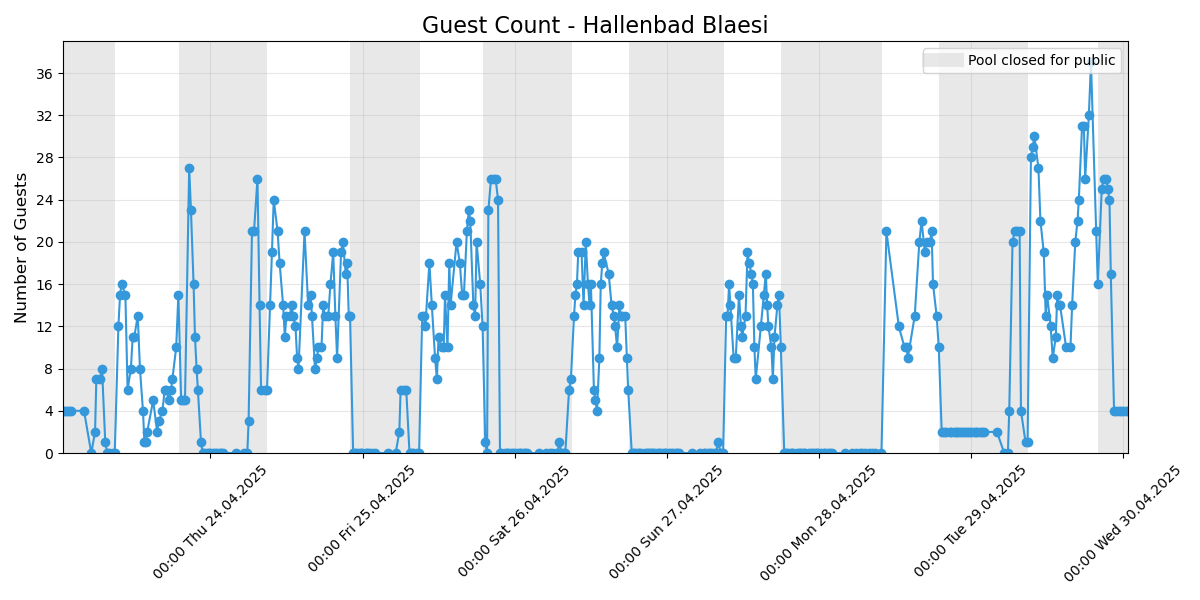 Guest Count - Hallenbad Blaesi
Pool closed for public
Number of Guests
36
32
28
24
20
16
12
8
4
0
00:00 Thu 24.04.2025
00:00 Fri 25.04.2025
00:00 Sat 26.04.2025
00:00 Sun 27.04.2025
00:00 Mon 28.04.2025
00:00 Tue 29.04.2025
00:00 Wed 30.04.2025